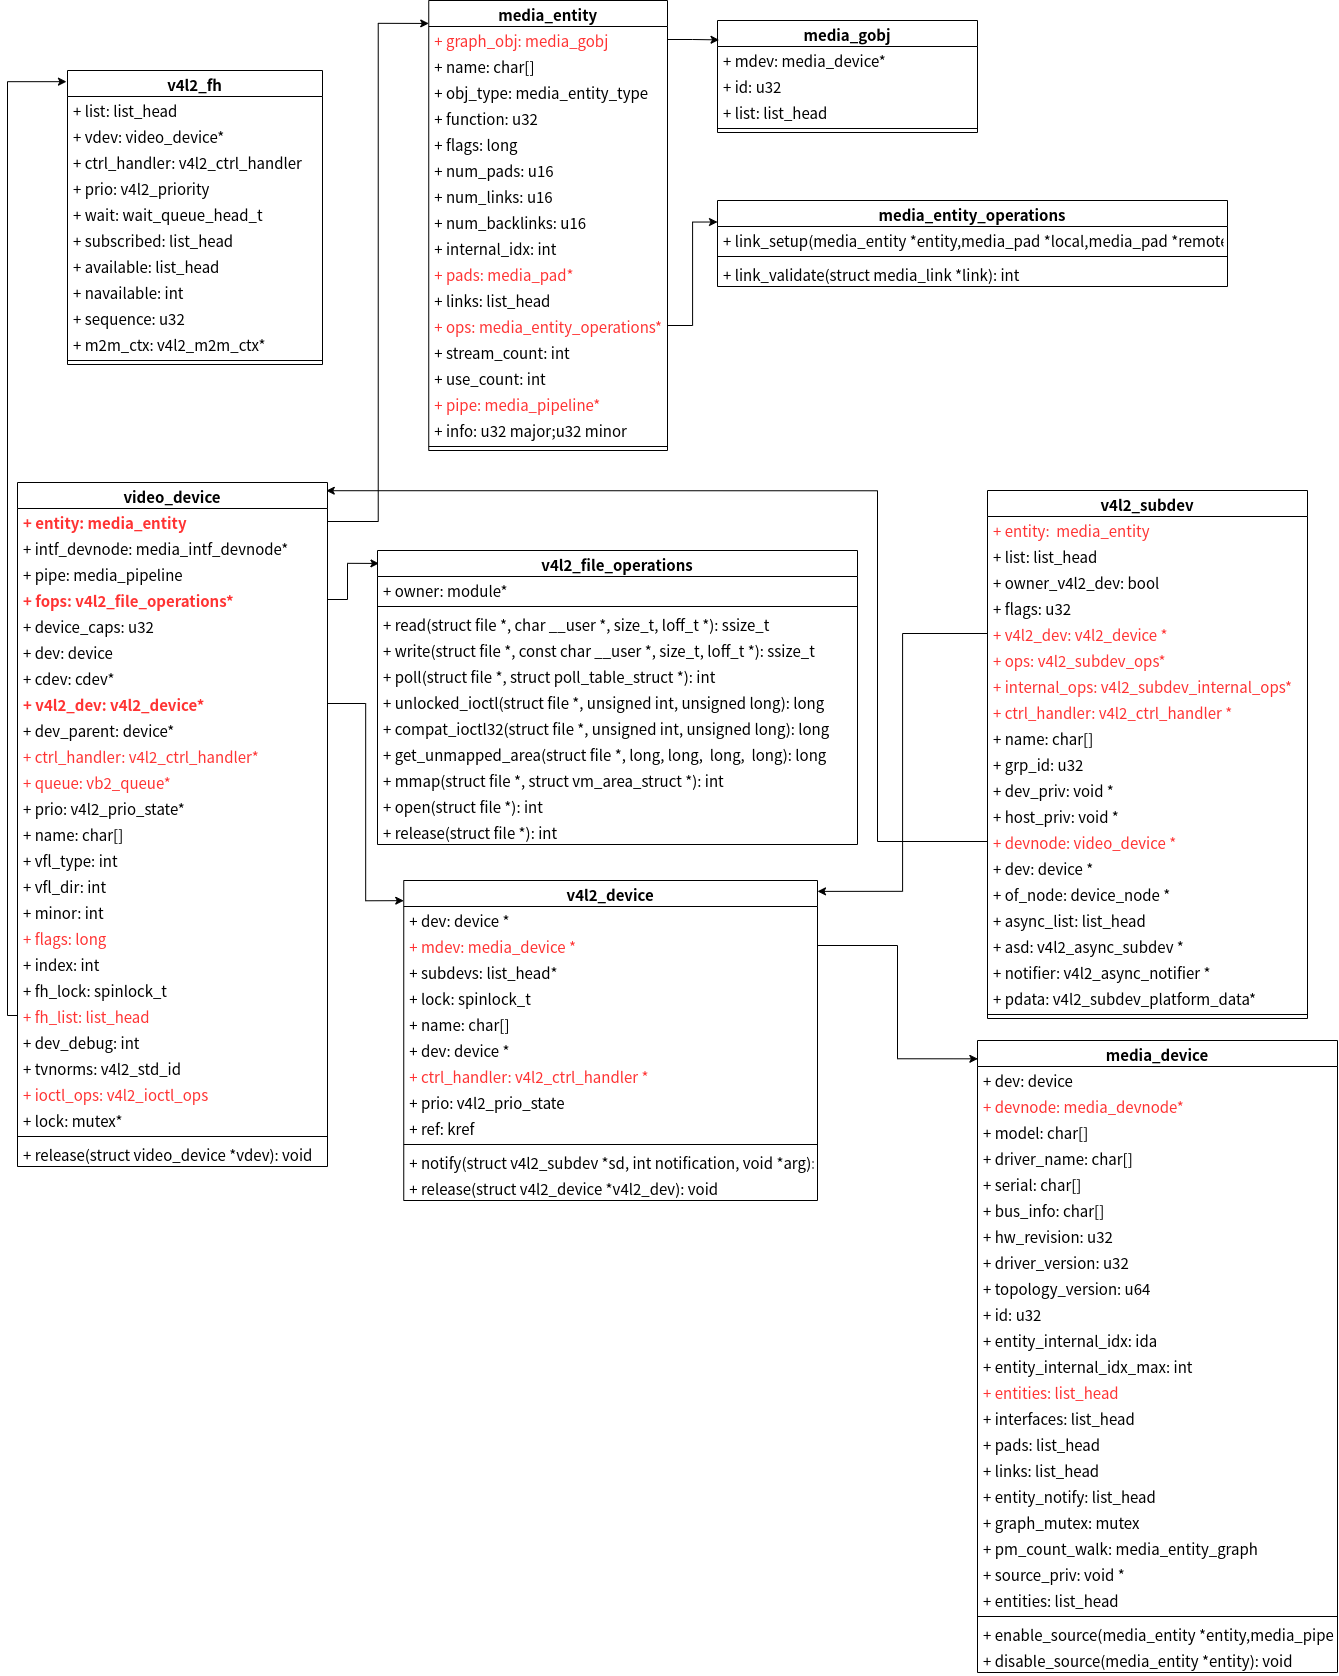 media_entity
+ graph_obj: media_gobj
+ name: char[]
+ obj_type: media_entity_type
+ function: u32
+ flags: long
+ num_pads: u16
+ num_links: u16
+ num_backlinks: u16
+ internal_idx: int
+ pads: media_pad*
+ links: list_head
+ ops: media_entity_operations*
+ stream_count: int
+ use_count: int
+ pipe: media_pipeline*
+ info: u32 major;u32 minor
media_gobj
+ mdev: media_device*
+ id: u32
+ list: list_head
v4l2_fh
+ list: list_head
+ vdev: video_device*
+ ctrl_handler: v4l2_ctrl_handler
+ prio: v4l2_priority
+ wait: wait_queue_head_t
+ subscribed: list_head
+ available: list_head
+ navailable: int
+ sequence: u32
+ m2m_ctx: v4l2_m2m_ctx*
media_entity_operations
+ link_setup(media_entity *entity,media_pad *local,media_pad *remote
+ link_validate(struct media_link *link): int
video_device
+ entity: media_entity
+ intf_devnode: media_intf_devnode*
+ pipe: media_pipeline
+ fops: v4l2_file_operations*
+ device_caps: u32
+ dev: device
+ cdev: cdev*
+ v4l2_dev: v4l2_device*
+ dev_parent: device*
+ ctrl_handler: v4l2_ctrl_handler*
+ queue: vb2_queue*
+ prio: v4l2_prio_state*
+ name: char[]
+ vfl_type: int
+ vfl_dir: int
+ minor: int
+ flags: long
+ index: int
+ fh_lock: spinlock_t
+ fh_list: list_head
+ dev_debug: int
+ tvnorms: v4l2_std_id
+ ioctl_ops: v4l2_ioctl_ops
+ lock: mutex*
+ release(struct video_device *vdev): void
v4l2_file_operations
+ owner: module*
+ read(struct file *, char __user *, size_t, loff_t *): ssize_t
+ write(struct file *, const char __user *, size_t, loff_t *): ssize_t
+ poll(struct file *, struct poll_table_struct *): int
+ unlocked_ioctl(struct file *, unsigned int, unsigned long): long
+ compat_ioctl32(struct file *, unsigned int, unsigned long): long
+ get_unmapped_area(struct file *, long, long,  long,  long): long
+ mmap(struct file *, struct vm_area_struct *): int
+ open(struct file *): int
+ release(struct file *): int
v4l2_subdev
+ entity:  media_entity
+ list: list_head
+ owner_v4l2_dev: bool
+ flags: u32
+ v4l2_dev: v4l2_device *
+ ops: v4l2_subdev_ops*
+ internal_ops: v4l2_subdev_internal_ops*
+ ctrl_handler: v4l2_ctrl_handler *
+ name: char[]
+ grp_id: u32
+ dev_priv: void *
+ host_priv: void *
+ devnode: video_device *
+ dev: device *
+ of_node: device_node *
+ async_list: list_head
+ asd: v4l2_async_subdev *
+ notifier: v4l2_async_notifier *
+ pdata: v4l2_subdev_platform_data*
v4l2_device
+ dev: device *
+ mdev: media_device *
+ subdevs: list_head*
+ lock: spinlock_t
+ name: char[]
+ dev: device *
+ ctrl_handler: v4l2_ctrl_handler *
+ prio: v4l2_prio_state
+ ref: kref
+ notify(struct v4l2_subdev *sd, int notification, void *arg):
+ release(struct v4l2_device *v4l2_dev): void
media_device
+ dev: device
+ devnode: media_devnode*
+ model: char[]
+ driver_name: char[]
+ serial: char[]
+ bus_info: char[]
+ hw_revision: u32
+ driver_version: u32
+ topology_version: u64
+ id: u32
+ entity_internal_idx: ida
+ entity_internal_idx_max: int
+ entities: list_head
+ interfaces: list_head
+ pads: list_head
+ links: list_head
+ entity_notify: list_head
+ graph_mutex: mutex
+ pm_count_walk: media_entity_graph
+ source_priv: void *
+ entities: list_head
+ enable_source(media_entity *entity,media_pipe
+ disable_source(media_entity *entity): void